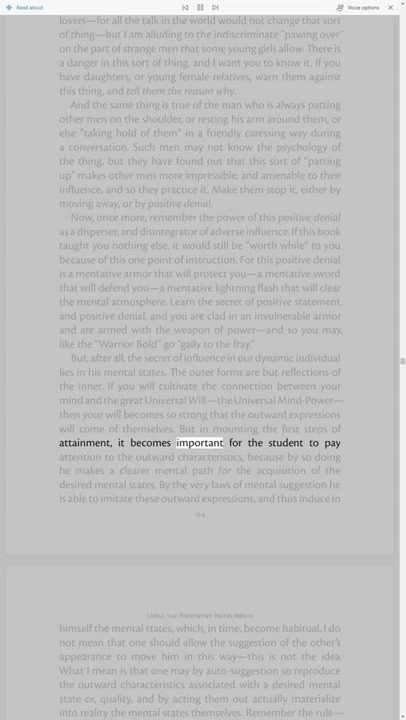 Read aloud
Voice options
lovers—for all the talk in the world would not change that sort
of thing—but I am alluding to the indiscriminate "pawing over"
on the part of strange men that some young girls allow. There is
a danger in this sort of thing, and I want you to know it. If you
have daughters, or young female relatives, warn them against
this thing, and tell them the reason why.
And the same thing is true of the man who is always patting
other men on the shoulder, or resting his arm around them, or
else "taking hold of them" in a friendly caressing way during
a conversation. Such men may not know the psychology of
the thing, but they have found out that this sort of "patting
up" makes other men more impressible, and amenable to their
influence, and so they practice it. Make them stop it, either by
moving away, or by positive denial.
Now, once more, remember the power of this positive denial
as a disperser, and disintegrator of adverse influence. If this book
taught you nothing else, it would still be "worth while" to you
because of this one point of instruction. For this positive denial
is a mentative armor that will protect you—a mentative sword
that will defend you—a mentative lightning flash that will clear
the mental atmosphere. Learn the secret of positive statement,
and positive denial, and you are clad in an invulnerable armor
and are armed with the weapon of power—and so you may,
like the "Warrior Bold" go "gaily to the fray."
But, after all, the secret of influence in our dynamic individual
lies in his mental states. The outer forms are but reflections of
the inner. If you will cultivate the connection between your
mind and the great Universal Will—the Universal Mind-Power—
then your will becomes so strong that the outward expressions
will come of themselves. But in mounting the first steps of
attainment, it becomes important for the student to pay
attention to the outward characteristics, because by so doing
he makes a clearer mental path for the acquisition of the
desired mental states. By the very laws of mental suggestion he
is able to imitate these outward expressions, and thus induce in
164
Using the Mentative Instruments
himself the mental states, which, in time, become habitual. I do
not mean that one should allow the suggestion of the other's
appearance to move him in this way—this is not the idea.
What I mean is that one may by auto-suggestion so reproduce
the outward characteristics associated with a desired mental
state or, quality, and by acting them out actually materialize
into reality the mental states themselves. Remember the rule—